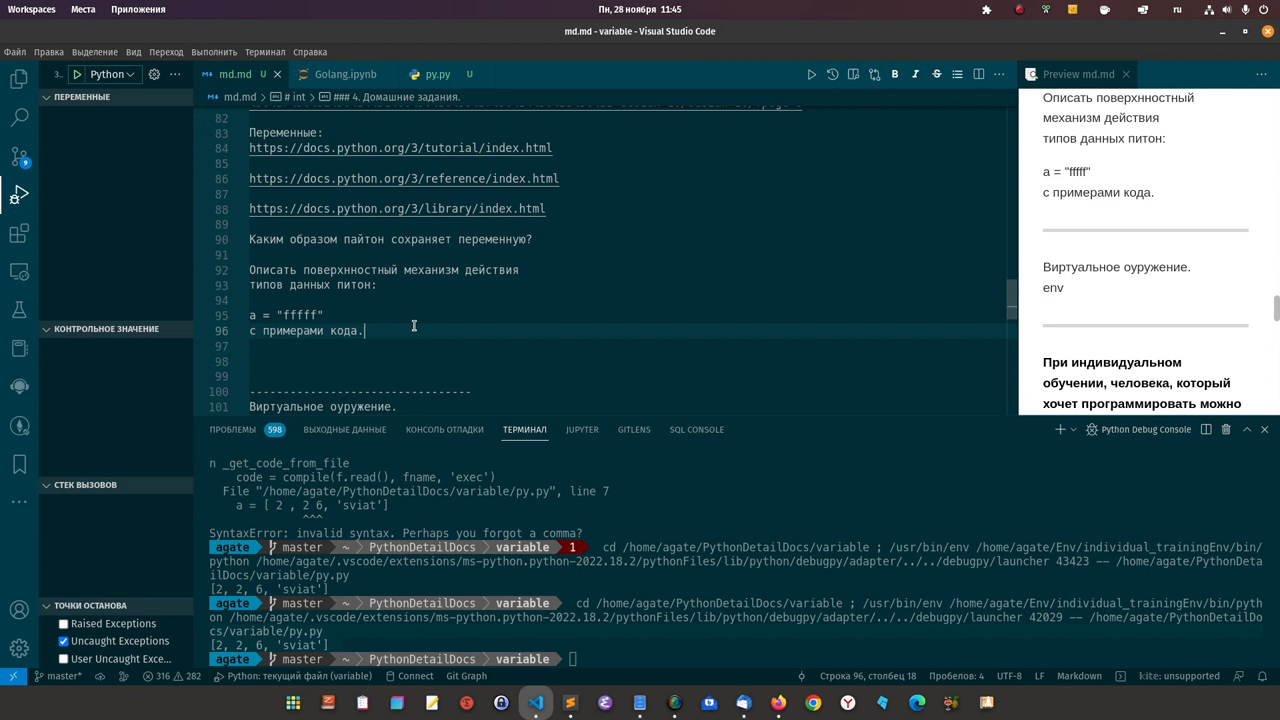 Workspaces Места Приложения Пн, 28 ноября 11:45 ru
md.md - variable - Visual Studio Code
Файл Правка Выделение Вид Переход Выполнить Терминал Справка
3.. Python md.md U Golang.ipynb py.py U Preview md.md
ПЕРЕМЕННЫЕ
md.md > # int > ### 4. Домашние задания.
82
83 Переменные:
84 https://docs.python.org/3/tutorial/index.html
85
86 https://docs.python.org/3/reference/index.html
87
88 https://docs.python.org/3/library/index.html
89
90 Каким образом пайтон сохраняет переменную?
91
92 Описать поверхнностный механизм действия
93 типов данных питон:
94
95 a = "fffff"
96 с примерами кода.
97
98
99
100 --------------------------------
101 Виртуальное оуружение.
Описать поверхнностный
механизм действия
типов данных питон:
a = "fffff"
с примерами кода.
Виртуальное оуружение.
env
При индивидуальном
обучении, человека, который
хочет программировать можно
КОНТРОЛЬНОЕ ЗНАЧЕНИЕ
СТЕК ВЫЗОВОВ
ТОЧКИ ОСТАНОВА
Raised Exceptions
Uncaught Exceptions
User Uncaught Exce...
9
ПРОБЛЕМЫ 598 ВЫХОДНЫЕ ДАННЫЕ КОНСОЛЬ ОТЛАДКИ ТЕРМИНАЛ JUPYTER GITLENS SQL CONSOLE
Python Debug Console
n _get_code_from_file
code = compile(f.read(), fname, 'exec')
File "/home/agate/PythonDetailDocs/variable/py.py", line 7
a = [ 2 , 2 6, 'sviat']
^^^
SyntaxError: invalid syntax. Perhaps you forgot a comma?
agate master ~ PythonDetailDocs variable 1 cd /home/agate/PythonDetailDocs/variable ; /usr/bin/env /home/agate/Env/individual_trainingEnv/bin/
python /home/agate/.vscode/extensions/ms-python.python-2022.18.2/pythonFiles/lib/python/debugpy/adapter/../../debugpy/launcher 43423 -- /home/agate/PythonDeta
ilDocs/variable/py.py
[2, 2, 6, 'sviat']
agate master ~ PythonDetailDocs variable cd /home/agate/PythonDetailDocs/variable ; /usr/bin/env /home/agate/Env/individual_trainingEnv/bin/pyth
on /home/agate/.vscode/extensions/ms-python.python-2022.18.2/pythonFiles/lib/python/debugpy/adapter/../../debugpy/launcher 42029 -- /home/agate/PythonDetailDo
cs/variable/py.py
[2, 2, 6, 'sviat']
agate master ~ PythonDetailDocs variable
master* 316 282 Python: текущий файл (variable) Connect Git Graph Строка 96, столбец 18 Пробелов: 4 UTF-8 LF Markdown kite: unsupported